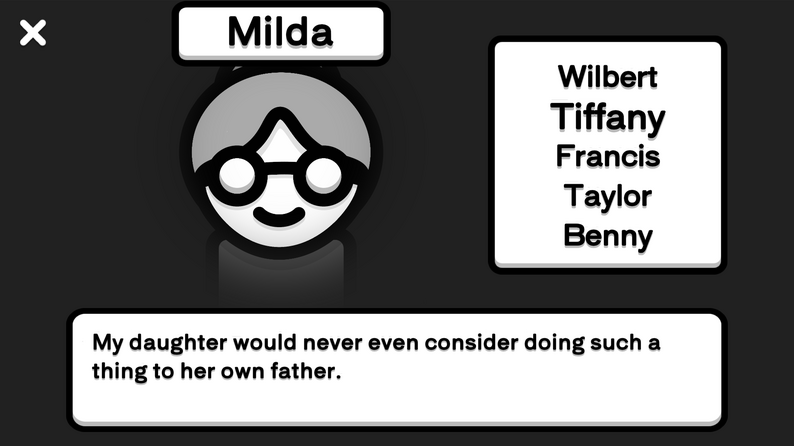 Milda
Wilbert
Tiffany
Francis
Taylor
Benny
My daughter would never even consider doing such a
thing to her own father.